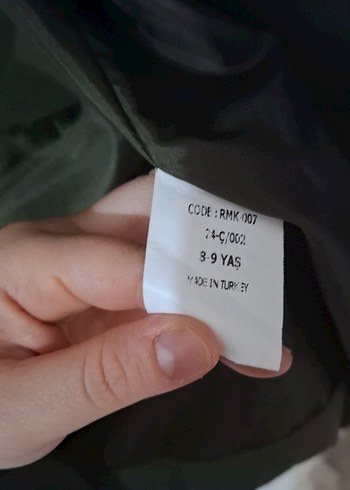 CODE : RMK-007
24-Ç/002
8-9 YAŞ
MADE IN TURKEY